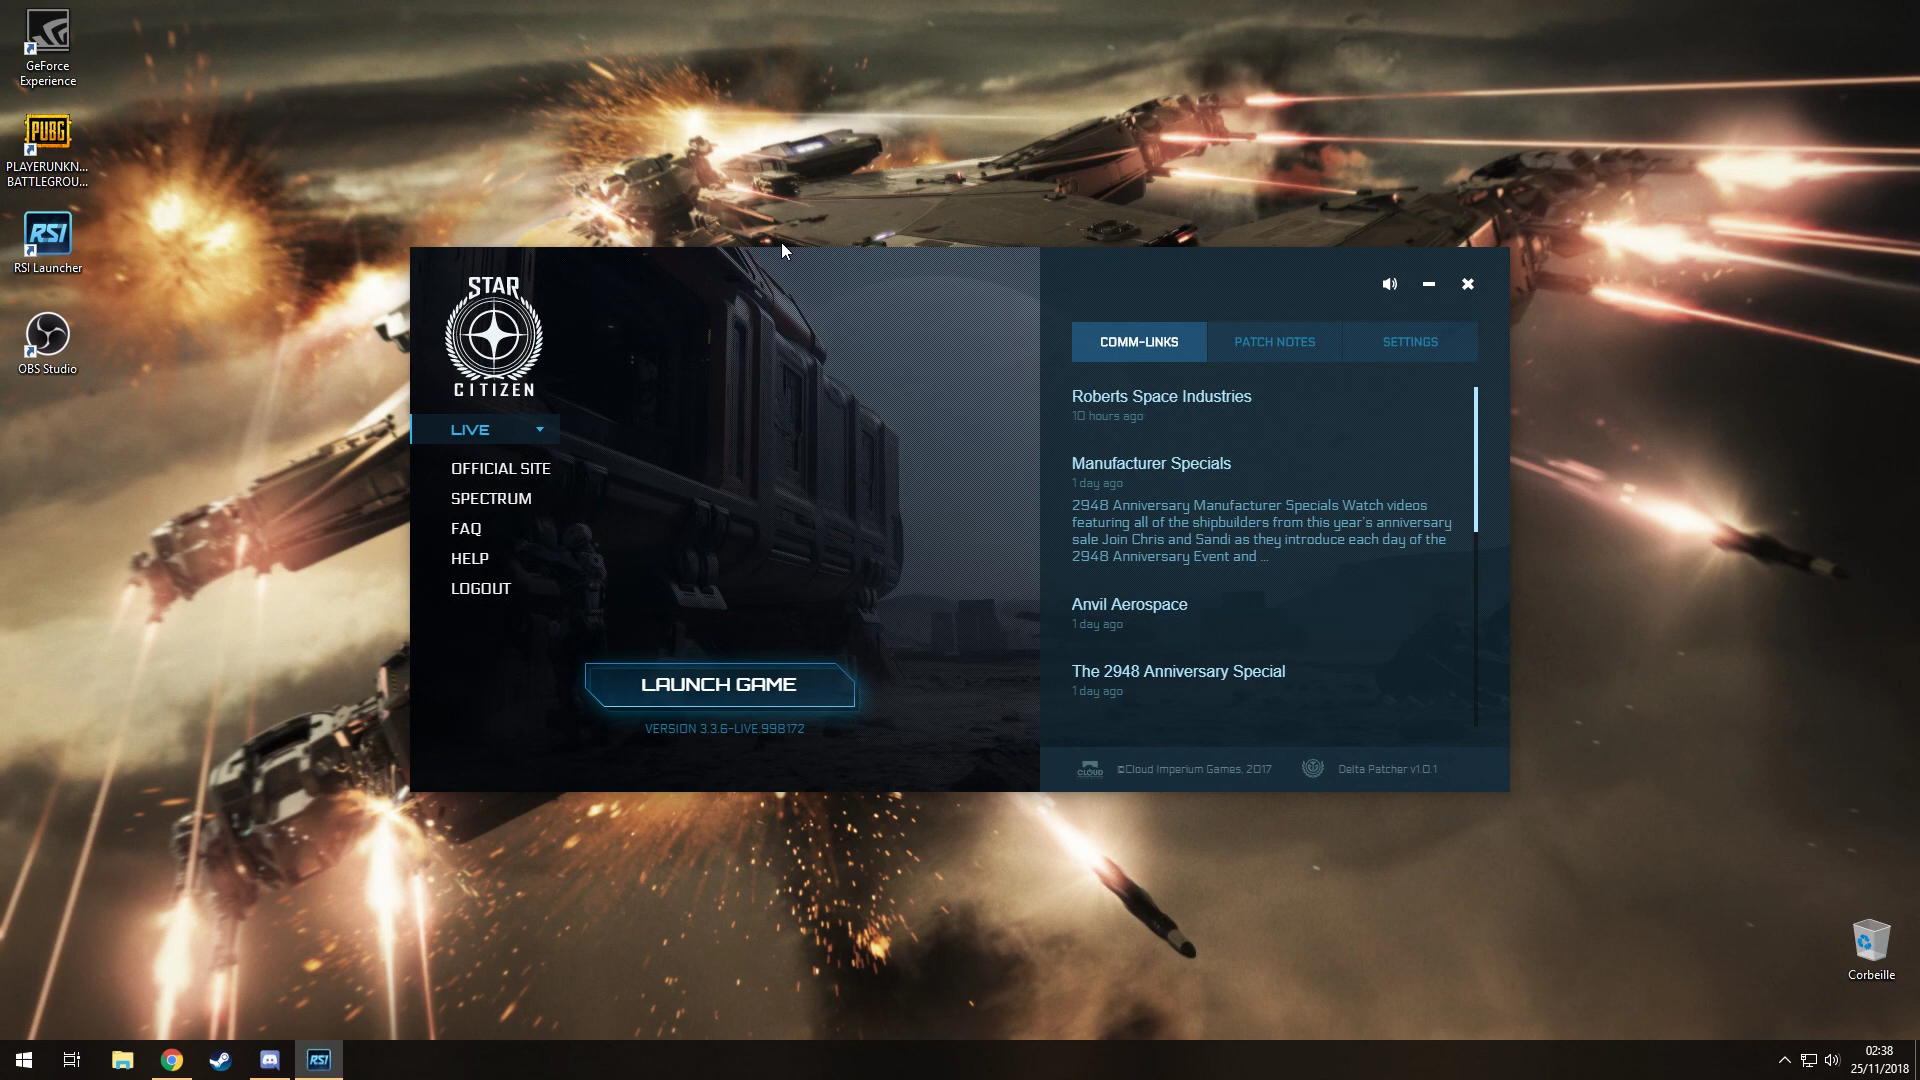 GeForce
Experience
PUBG
PLAYERUNKN...
BATTLEGROU...
RSI
RSI Launcher
OBS Studio
STAR
CITIZEN
LIVE
OFFICIAL SITE
SPECTRUM
FAQ
HELP
LOGOUT
LAUNCH GAME
VERSION 3.3.6-LIVE.998172
COMM-LINKS
PATCH NOTES
SETTINGS
Roberts Space Industries
10 hours ago
Manufacturer Specials
1 day ago
2948 Anniversary Manufacturer Specials Watch videos
featuring all of the shipbuilders from this year's anniversary
sale Join Chris and Sandi as they introduce each day of the
2948 Anniversary Event and ...
Anvil Aerospace
1 day ago
The 2948 Anniversary Special
1 day ago
CLOUD
©Cloud Imperium Games, 2017
Delta Patcher v1.0.1
Corbeille
RSI
02:38
25/11/2018